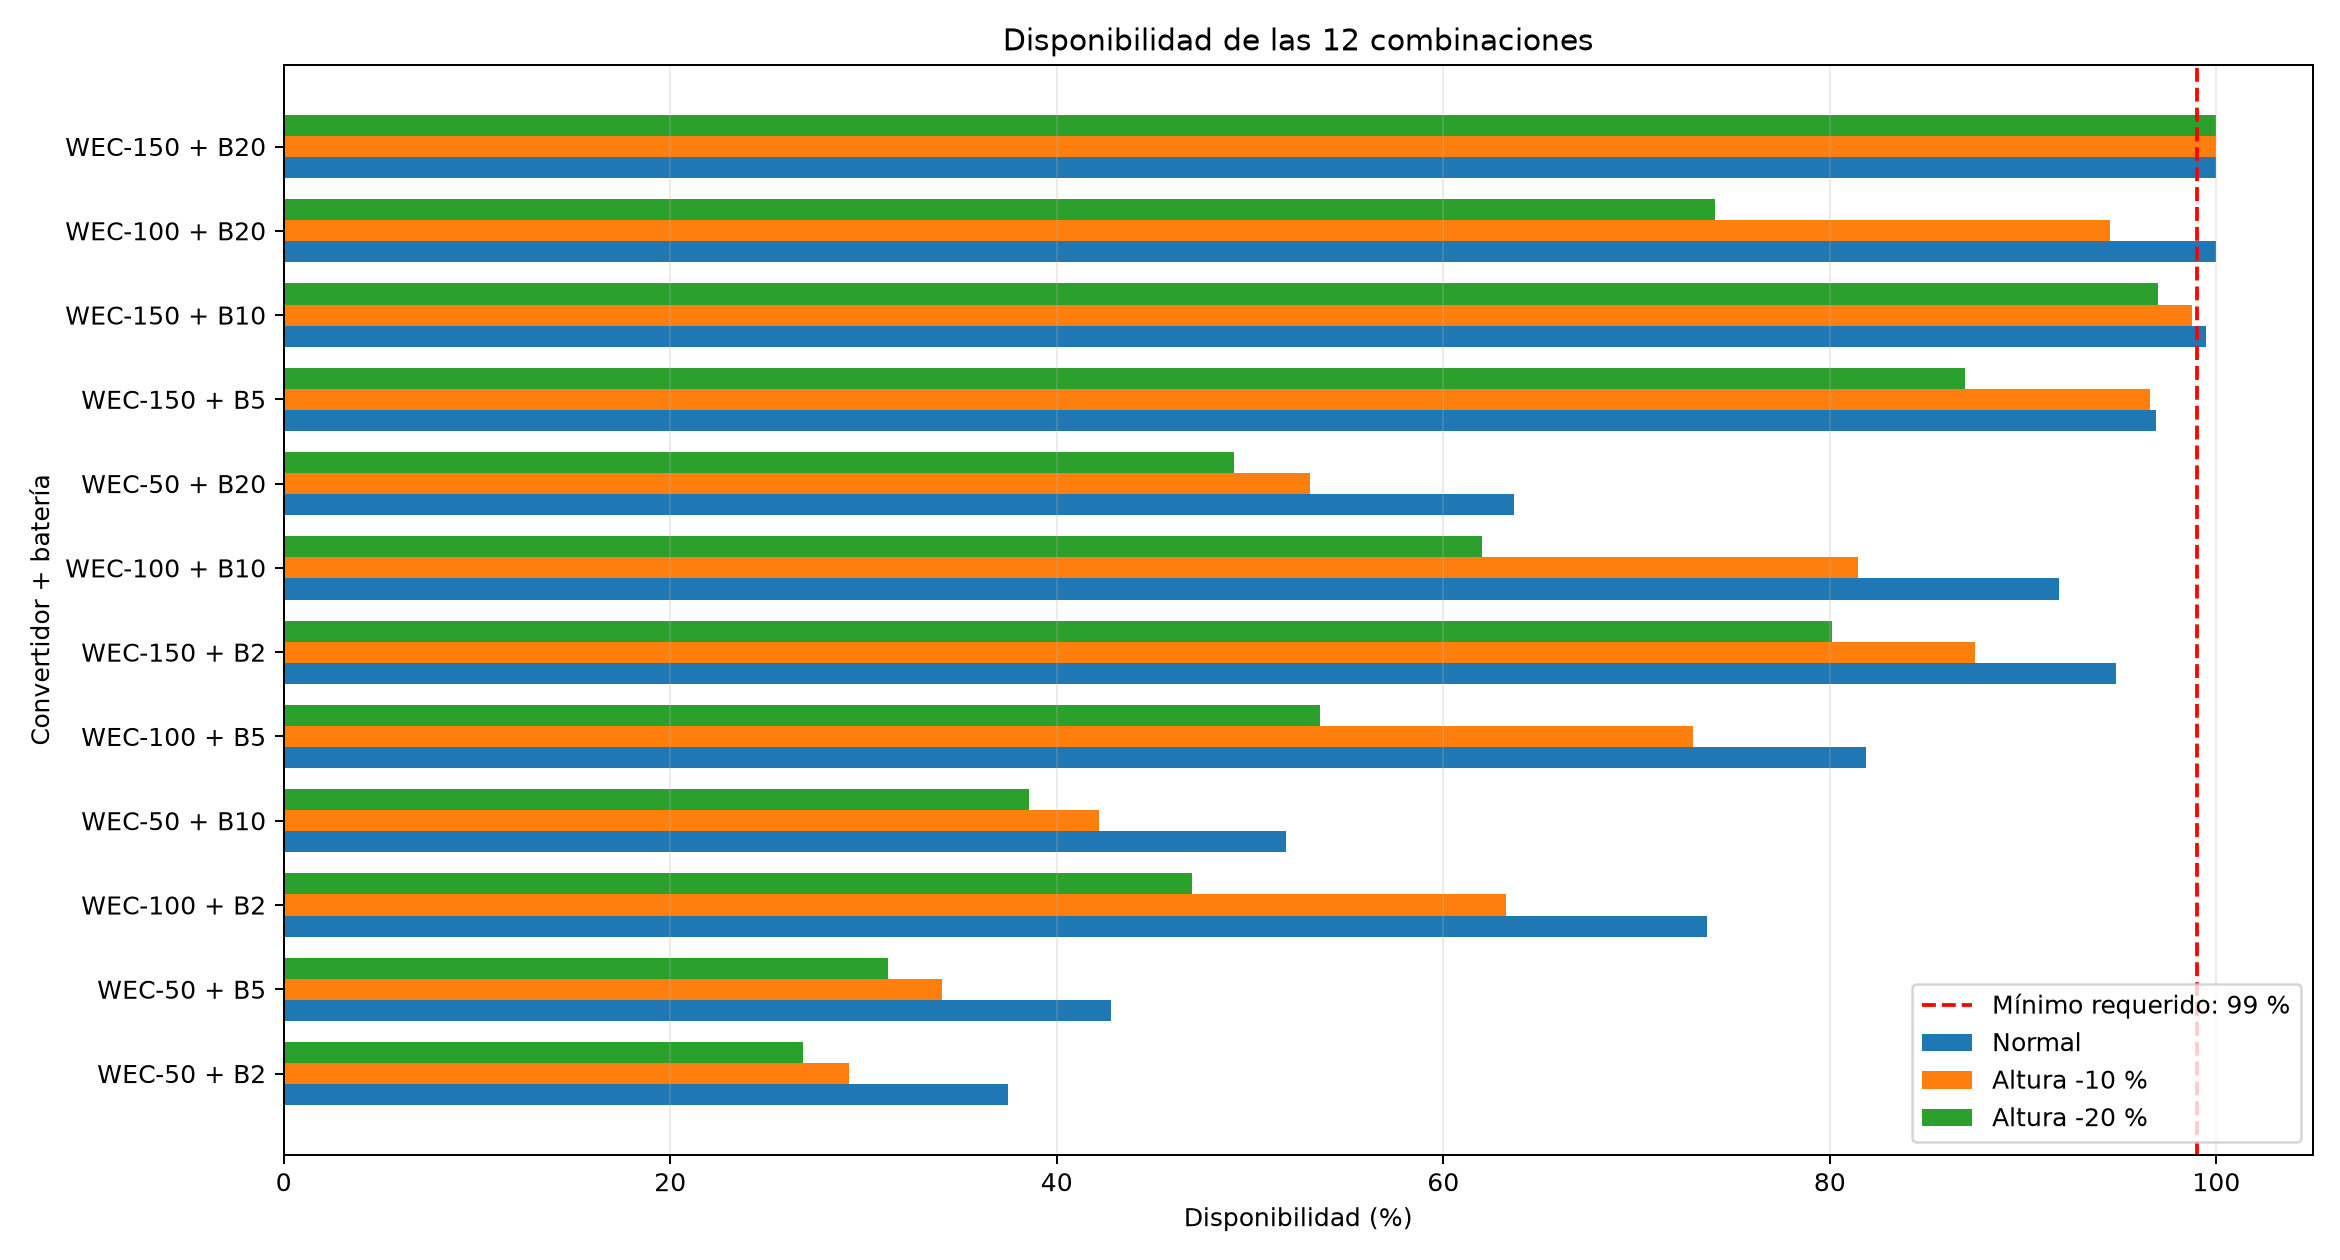 Disponibilidad de las 12 combinaciones
Convertidor + batería
WEC-150 + B20
WEC-100 + B20
WEC-150 + B10
WEC-150 + B5
WEC-50 + B20
WEC-100 + B10
WEC-150 + B2
WEC-100 + B5
WEC-50 + B10
WEC-100 + B2
WEC-50 + B5
WEC-50 + B2
Mínimo requerido: 99 %
Normal
Altura -10 %
Altura -20 %
0 20 40 60 80 100
Disponibilidad (%)